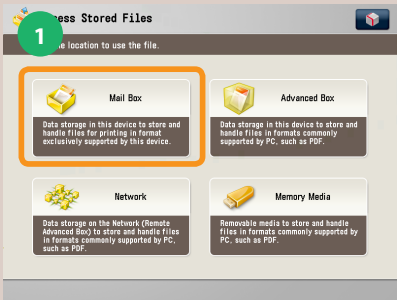 1
ess Stored Files
e location to use the file.
Mail Box
Data storage in this device to store and
handle files for printing in format
exclusively supported by this device.
Advanced Box
Data storage in this device to store and
handle files in formats commonly
supported by PC, such as PDF.
Network
Data storage on the Network (Remote
Advanced Box) to store and handle files
in formats commonly supported by PC,
such as PDF.
Memory Media
Removable media to store and handle
files in formats commonly supported by
PC, such as PDF.